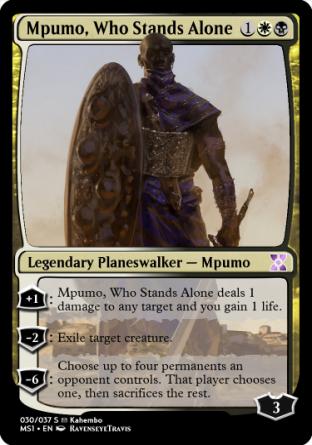 Mpumo, Who Stands Alone 1
Legendary Planeswalker — Mpumo
+1: Mpumo, Who Stands Alone deals 1
damage to any target and you gain 1 life.
-2: Exile target creature.
-6: Choose up to four permanents an
opponent controls. That player chooses
one, then sacrifices the rest.
3
030/037 S Kahembo
MS1 • EN RavenseyeTravis